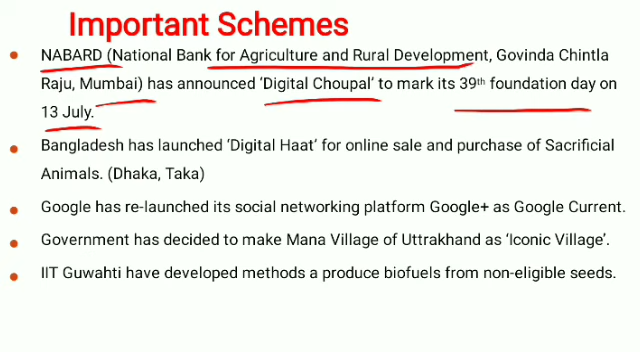 Important Schemes
• NABARD (National Bank for Agriculture and Rural Development, Govinda Chintla
Raju, Mumbai) has announced ‘Digital Choupal’ to mark its 39th foundation day on
13 July.
• Bangladesh has launched ‘Digital Haat’ for online sale and purchase of Sacrificial
Animals. (Dhaka, Taka)
• Google has re-launched its social networking platform Google+ as Google Current.
• Government has decided to make Mana Village of Uttrakhand as ‘Iconic Village’.
• IIT Guwahti have developed methods a produce biofuels from non-eligible seeds.